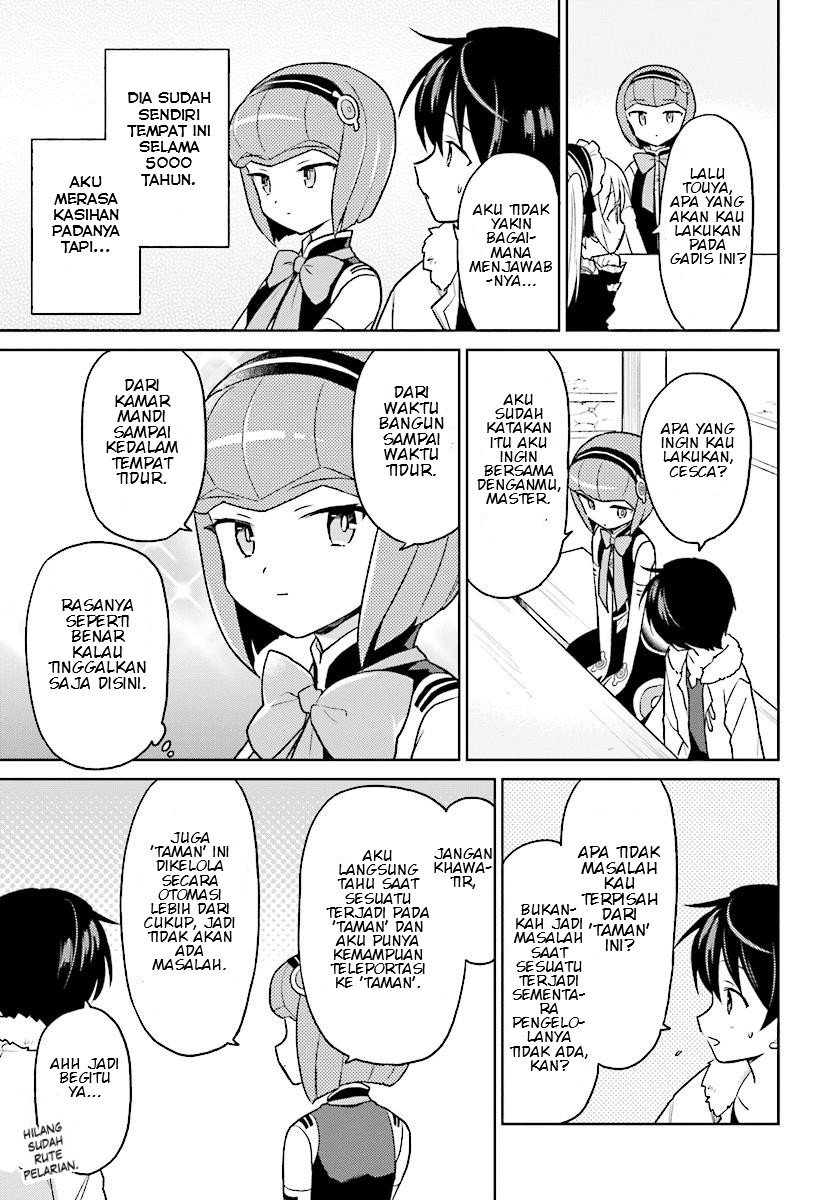 LALU
TOUYA,
APA YANG
AKAN KAU
LAKUKAN
PADA
GADIS INI?
AKU TIDAK
YAKIN
BAGAI-
MANA
MENJAWAB
-NYA...
DIA SUDAH
SENDIRI
TEMPAT INI
SELAMA
5000
TAHUN.
AKU
MERASA
KASIHAN
PADANYA
TAPI...
APA YANG
INGIN KAU
LAKUKAN,
CESCA?
AKU
SUDAH
KATAKAN
ITU AKU
INGIN
BERSAMA
DENGANMU,
MASTER.
DARI
WAKTU
BANGUN
SAMPAI
WAKTU
TIDUR.
DARI
KAMAR
MANDI
SAMPAI
KEDALAM
TEMPAT
TIDUR.
RASANYA
SEPERTI
BENAR
KALAU
TINGGALKAN
SAJA DISINI.
APA TIDAK
MASALAH
KAU
TERPISAH
DARI
'TAMAN'
INI?
BUKAN-
KAH JADI
MASALAH
SAAT
SESUATU
TERJADI
SEMENTA-
RA
PENGELO-
LANYA
TIDAK ADA,
KAN?
JANGAN
KHAWA-
TIR,
AKU
LANGSUNG
TAHU SAAT
SESUATU
TERJADI PADA
'TAMAN' DAN
AKU PUNYA
KEMAMPUAN
TELEPORTASI
KE 'TAMAN'.
JUGA
'TAMAN' INI
DIKELOLA
SECARA
OTOMASI
LEBIH DARI
CUKUP, JADI
TIDAK AKAN
ADA
MASALAH.
AHH JADI
BEGITU
YA...
HILANG
SUDAH
RUTE
PELARIAN.